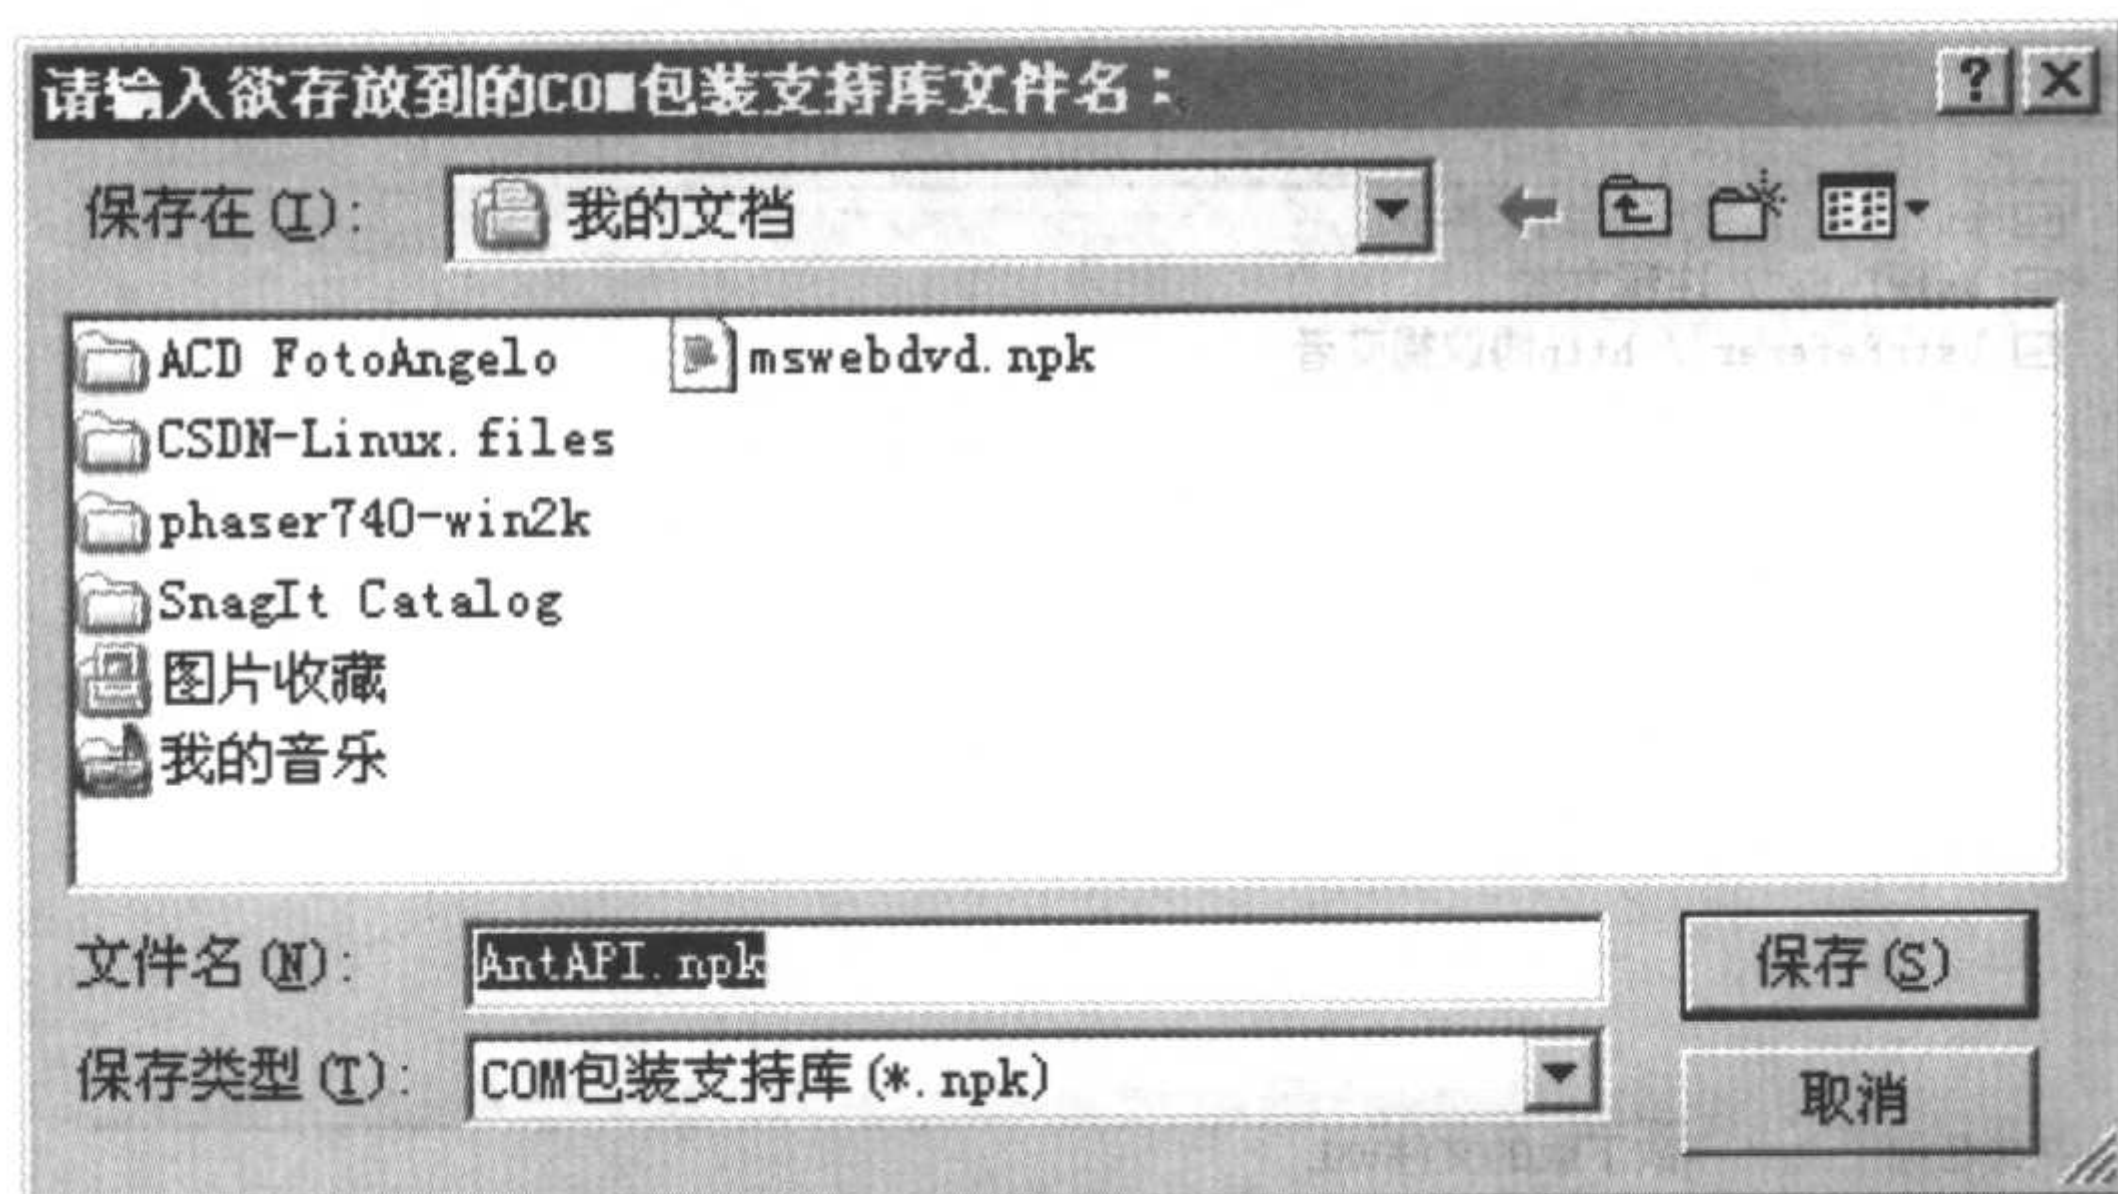 请输入欲存放到的COM包装支持库文件名：
保存在(I): 我的文档
ACD FotoAngelo mswebdvd.npk
CSDN-Linux.files
phaser740-win2k
SnagIt Catalog
图片收藏
我的音乐
文件名(N): AntAPI.npk 保存(S)
保存类型(T): COM包装支持库(*.npk) 取消